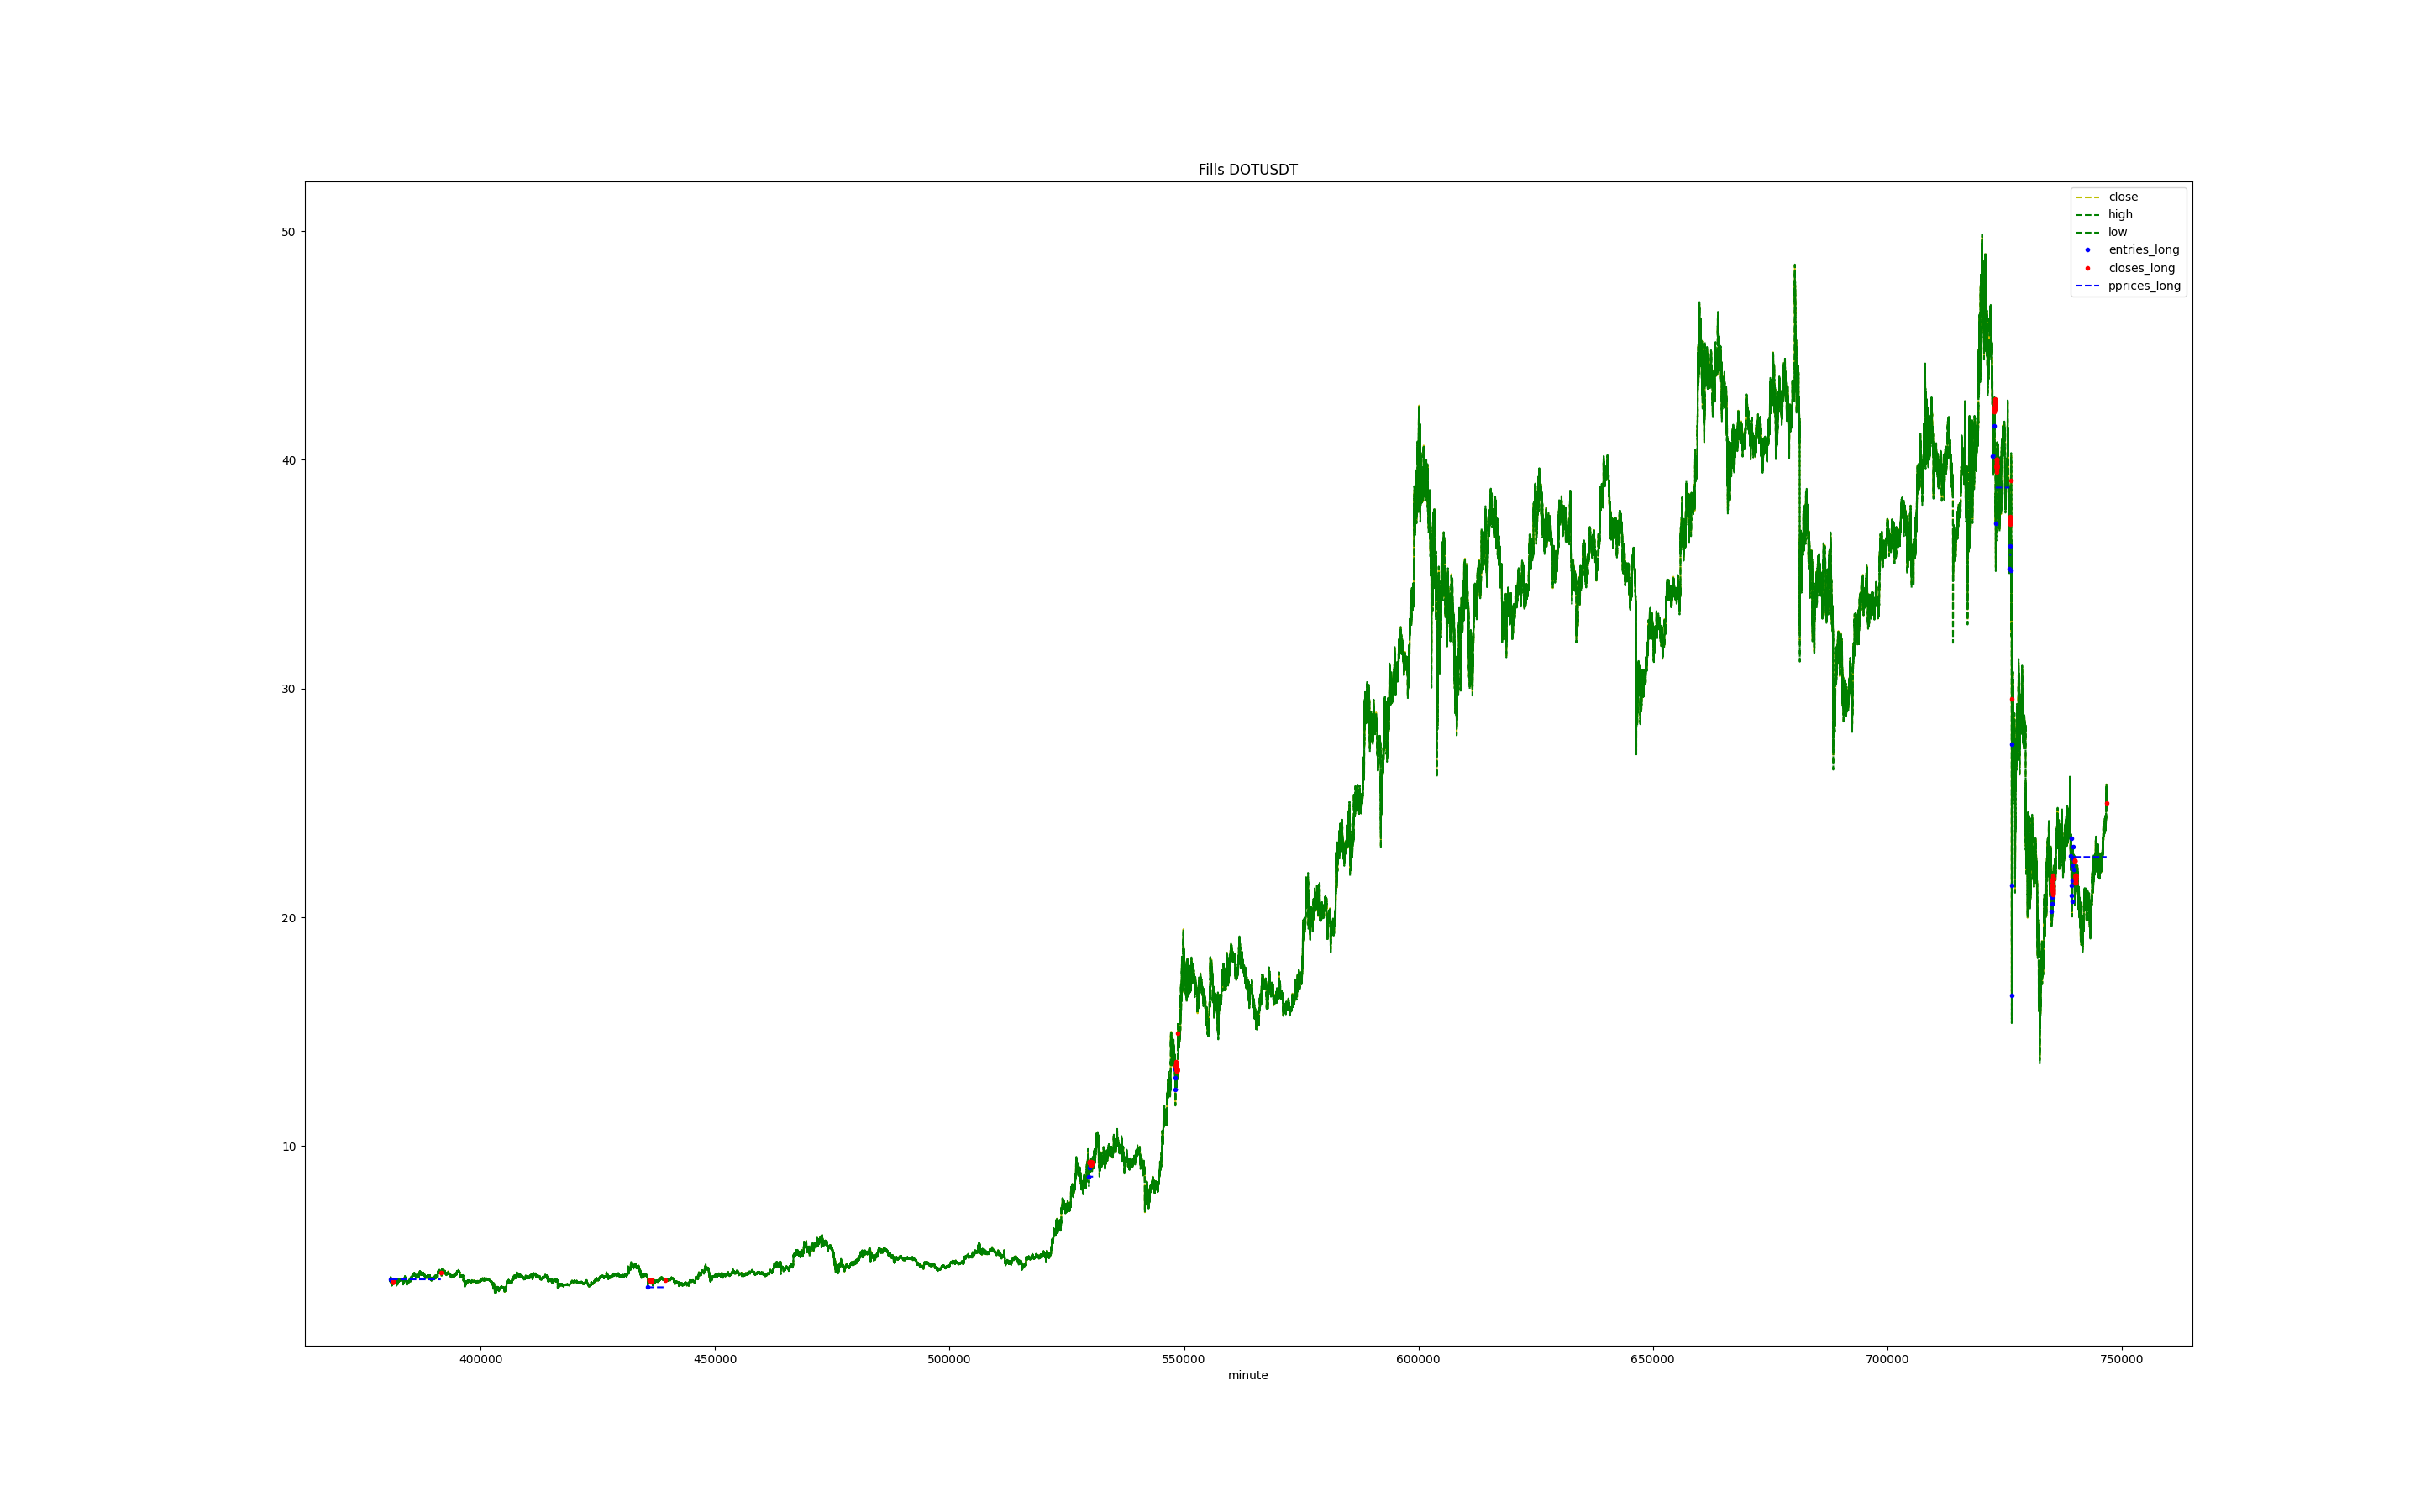 Fills DOTUSDT
close
high
low
entries_long
closes_long
pprices_long
50
40
30
20
10
400000 450000 500000 550000 600000 650000 700000 750000
minute